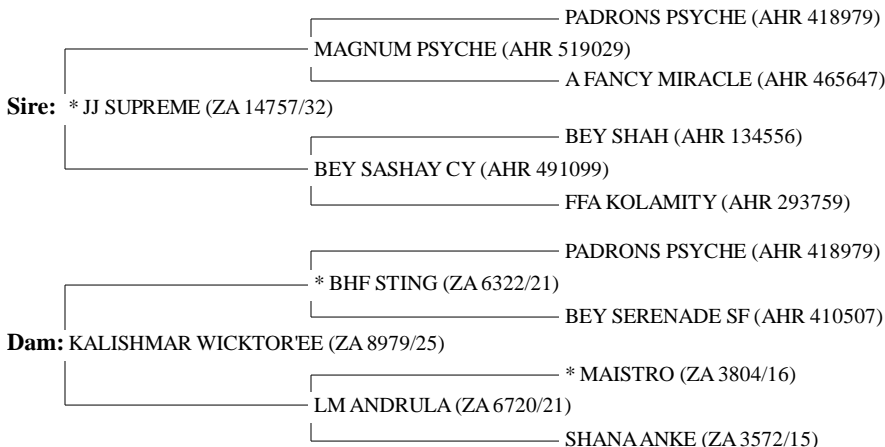 PADRONS PSYCHE (AHR 418979)
MAGNUM PSYCHE (AHR 519029)
A FANCY MIRACLE (AHR 465647)
Sire: * JJ SUPREME (ZA 14757/32)
BEY SHAH (AHR 134556)
BEY SASHAY CY (AHR 491099)
FFA KOLAMITY (AHR 293759)
PADRONS PSYCHE (AHR 418979)
* BHF STING (ZA 6322/21)
BEY SERENADE SF (AHR 410507)
Dam: KALISHMAR WICKTOR'EE (ZA 8979/25)
* MAISTRO (ZA 3804/16)
LM ANDRULA (ZA 6720/21)
SHANA ANKE (ZA 3572/15)